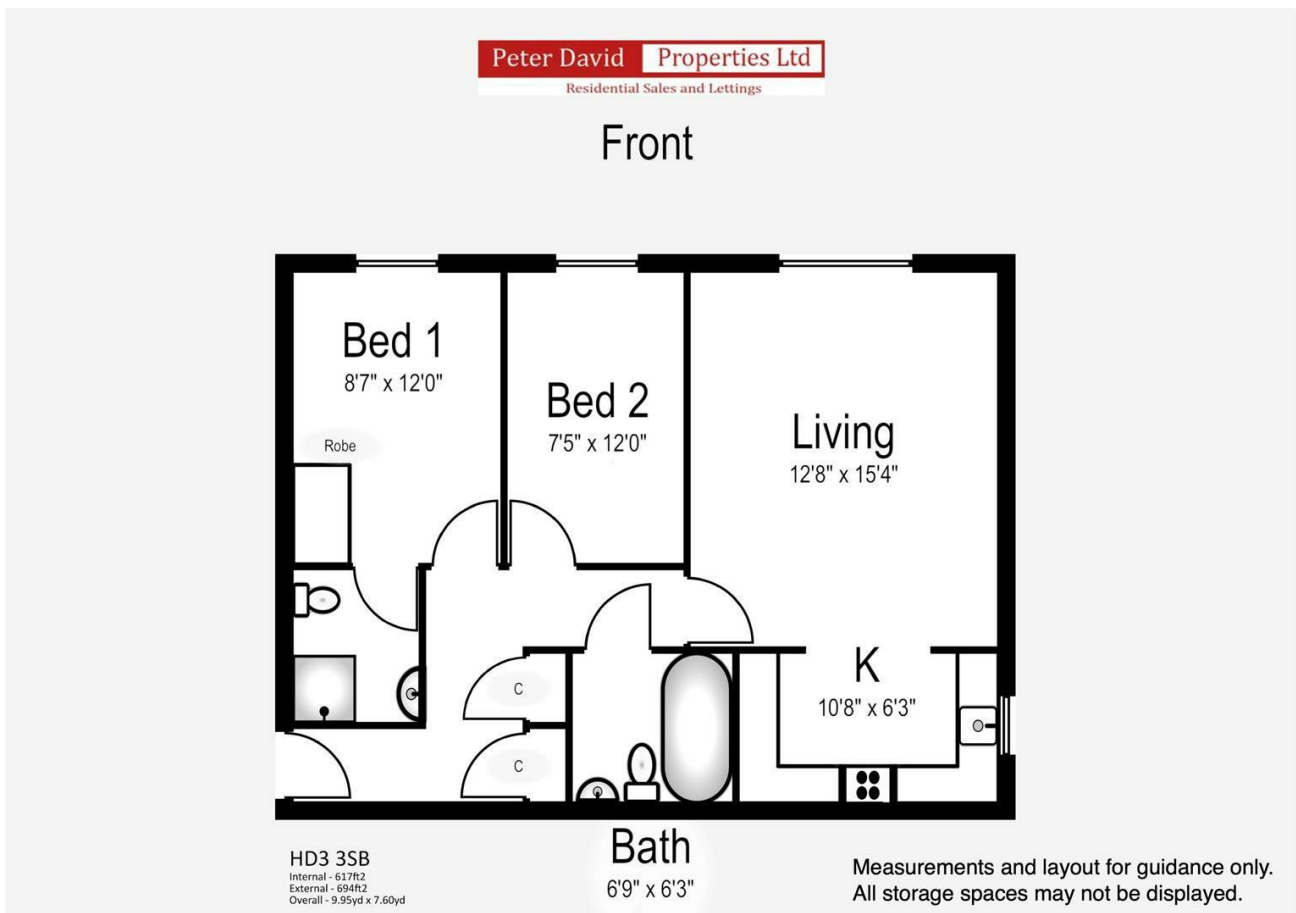 Peter David Properties Ltd
Residential Sales and Lettings
Front
Bed 1
8'7" x 12'0"
Robe
Bed 2
7'5" x 12'0"
Living
12'8" x 15'4"
K
10'8" x 6'3"
C
C
Bath
6'9" x 6'3"
HD3 3SB
Internal - 617ft2
External - 694ft2
Overall - 9.95yd x 7.60yd
Measurements and layout for guidance only.
All storage spaces may not be displayed.